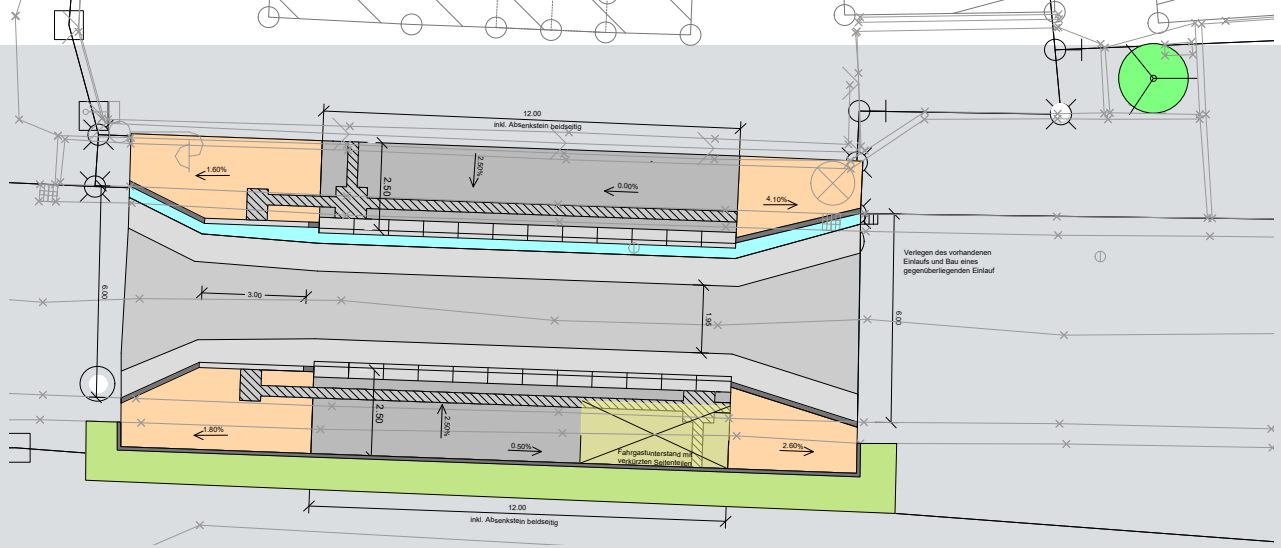 12.00
inkl. Absenkstein beidseitig
1.60%
2.50
2.50%
0.00%
4.10%
Verlegen des vorhandenen
Einlaufs und Bau eines
gegenüberliegenden Einlauf
6.00
3.00
1.95
6.00
2.50
2.50%
1.80%
0.50%
Fahrgastunterstand mit
verkürzten Seitenteilen
2.60%
12.00
inkl. Absenkstein beidseitig